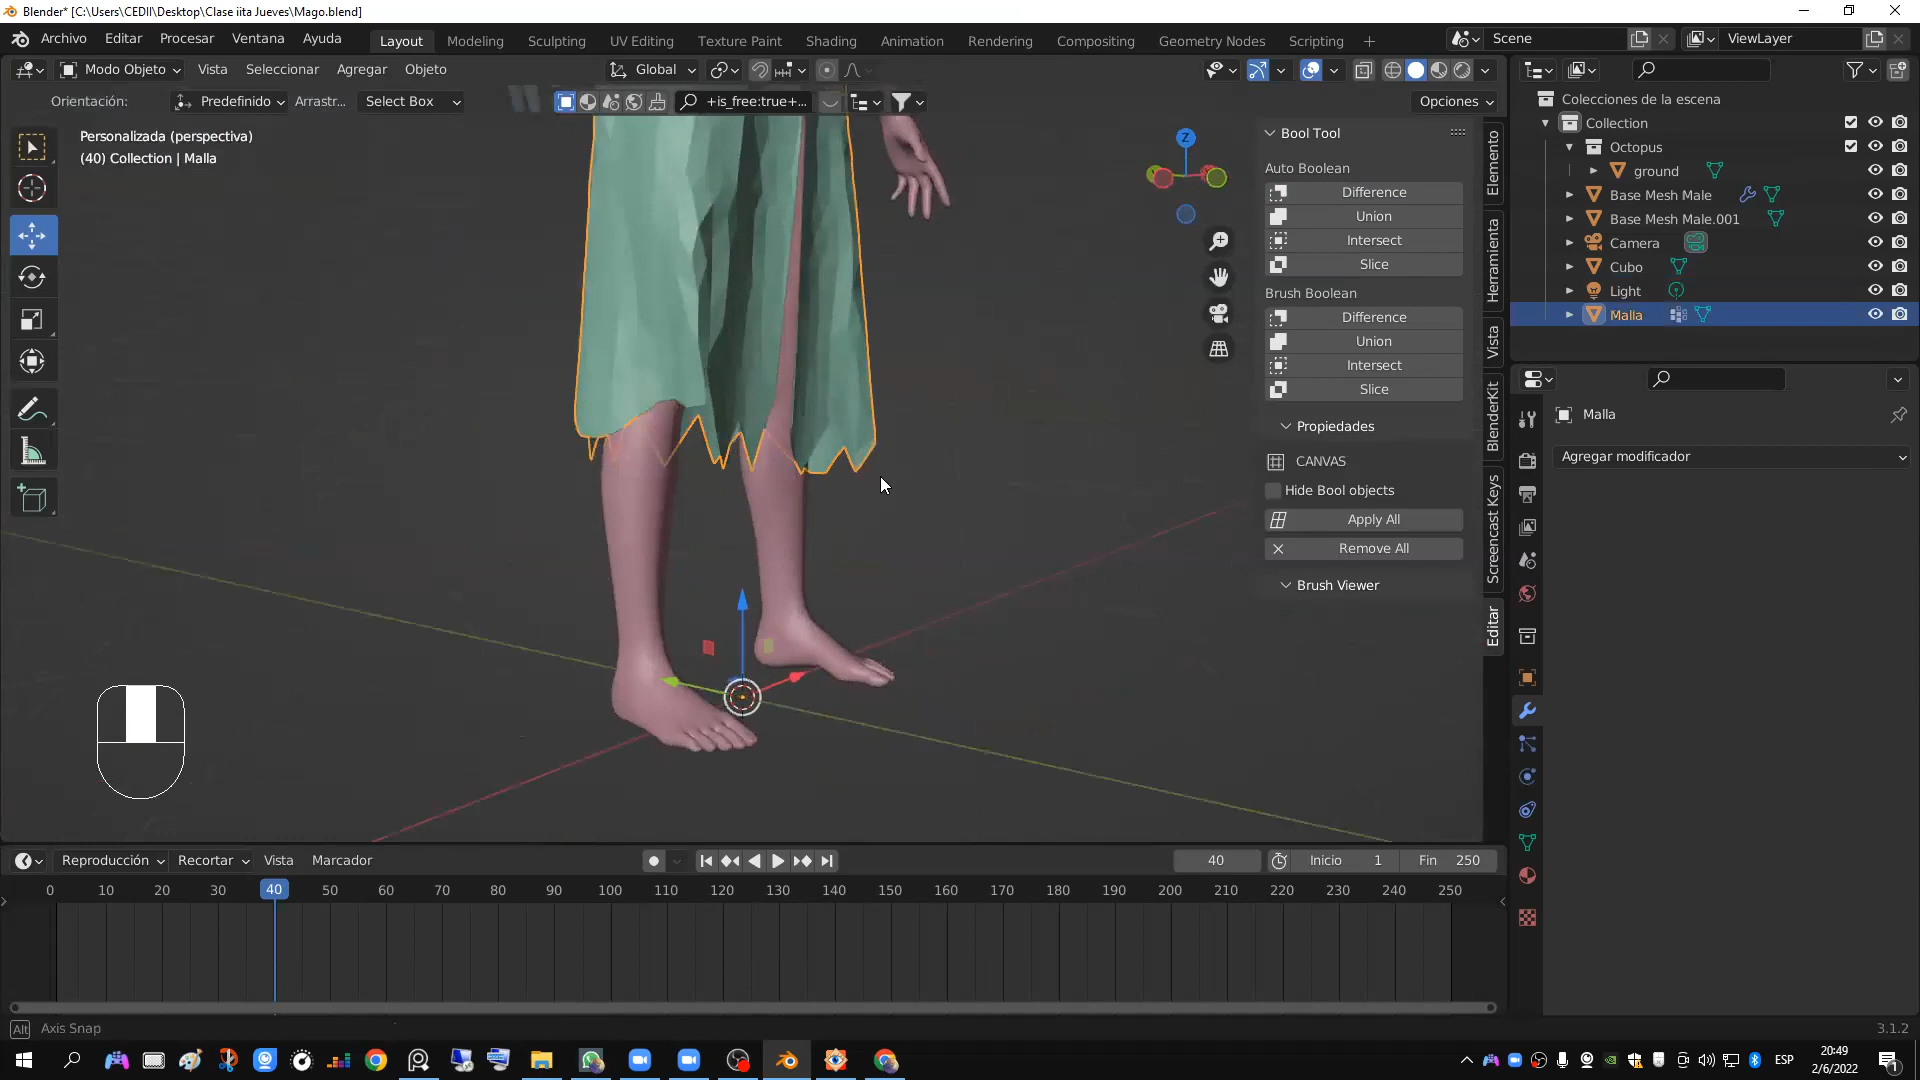 Blender* [C:\Users\CEDII\Desktop\Clase iita Jueves\Mago.blend]
Archivo Editar Procesar Ventana Ayuda Layout Modeling Sculpting UV Editing Texture Paint Shading Animation Rendering Compositing Geometry Nodes Scripting + Scene ViewLayer
Modo Objeto Vista Seleccionar Agregar Objeto Global
Orientación: Predefinido Arrastr... Select Box +is_free:true+... Opciones
Personalizada (perspectiva)
(40) Collection | Malla
Z
Bool Tool
Auto Boolean
Difference
Union
Intersect
Slice
Brush Boolean
Difference
Union
Intersect
Slice
Propiedades
CANVAS
Hide Bool objects
Apply All
Remove All
Brush Viewer
Elemento
Herramienta
Vista
BlenderKit
Screencast Keys
Editar
Colecciones de la escena
Collection
Octopus
ground
Base Mesh Male
Base Mesh Male.001
Camera
Cubo
Light
Malla
Malla
Agregar modificador
Reproducción Recortar Vista Marcador 40 Inicio 1 Fin 250
0 10 20 30 40 50 60 70 80 90 100 110 120 130 140 150 160 170 180 190 200 210 220 230 240 250
Alt Axis Snap 3.1.2
ESP
20:49
2/6/2022
1